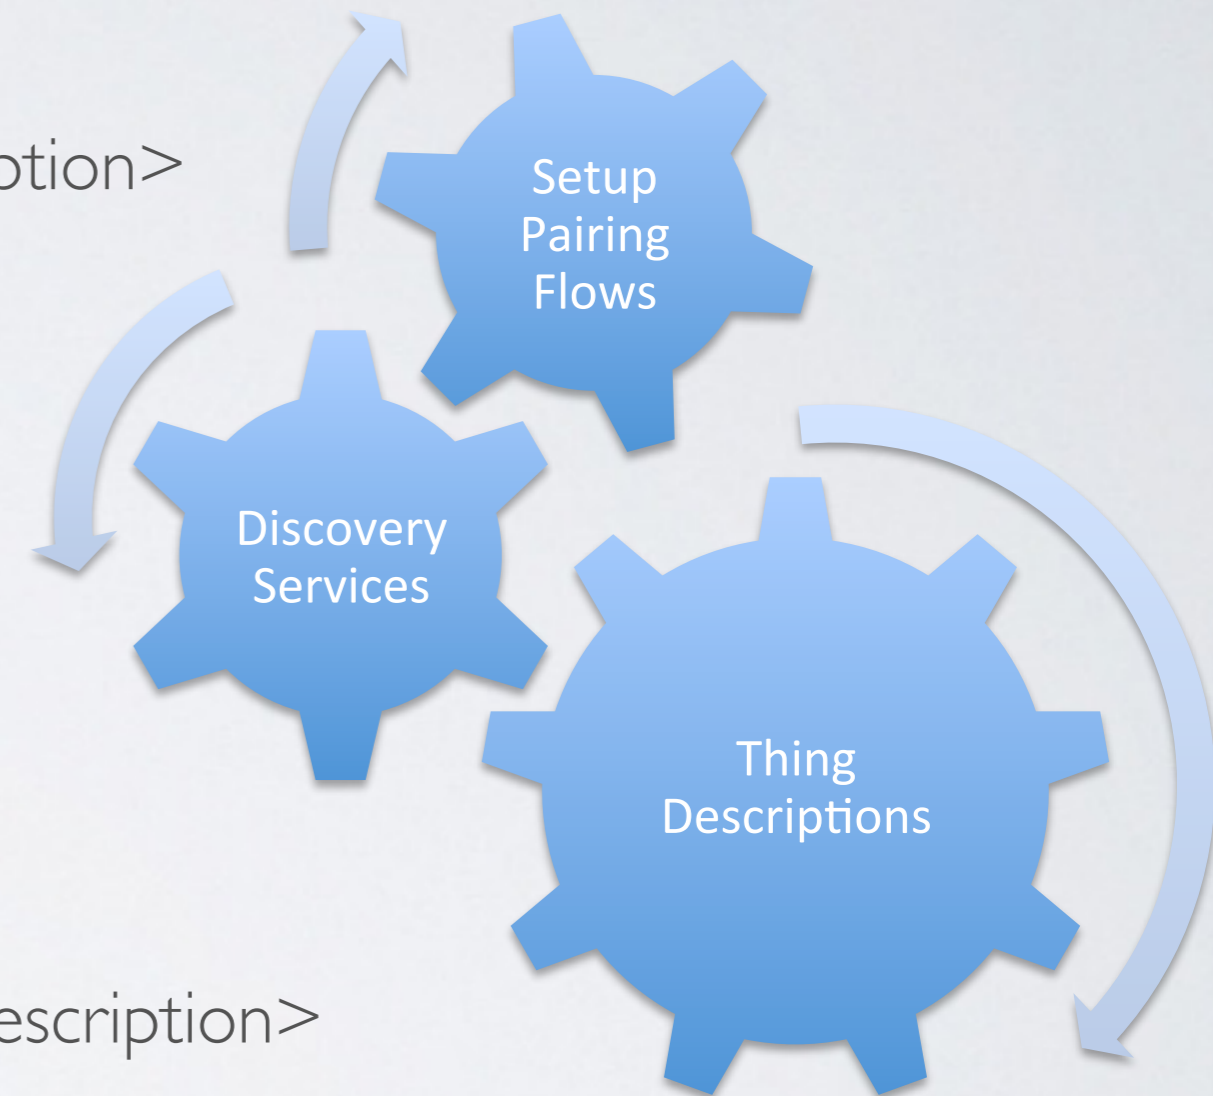 ption>
Setup
Pairing
Flows
Discovery
Services
Thing
Descriptions
escription>